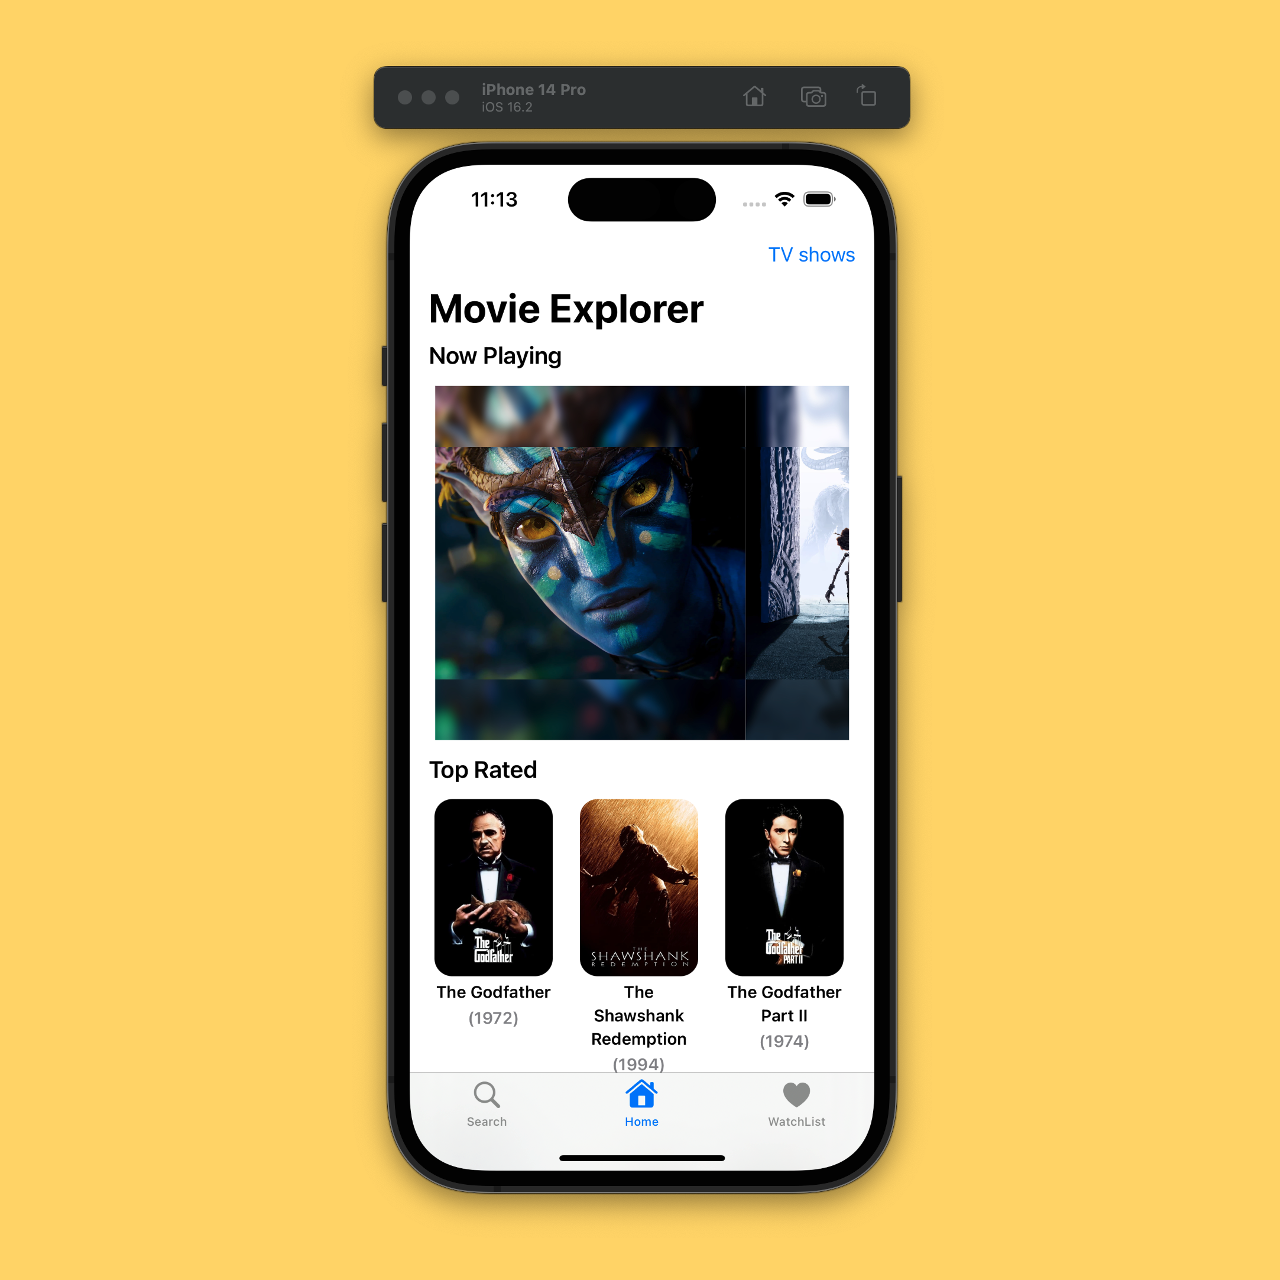 iPhone 14 Pro
iOS 16.2
11:13
TV shows
Movie Explorer
Now Playing
Top Rated
The
Godfather
THE
SHAWSHANK
REDEMPTION
The
Godfather
PART II
The Godfather
(1972)
The
Shawshank
Redemption
(1994)
The Godfather
Part II
(1974)
Search
Home
WatchList